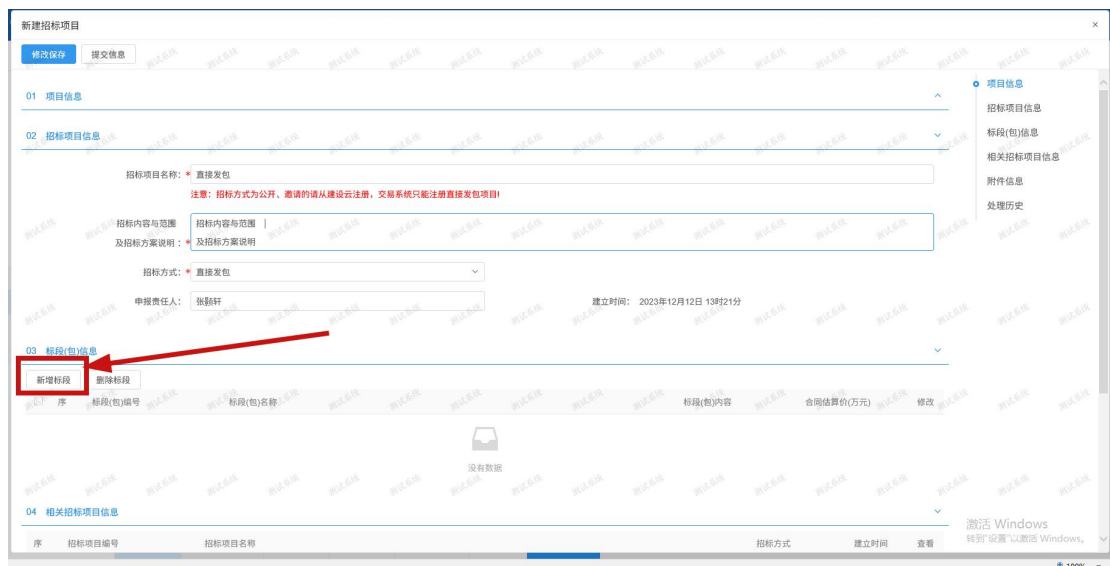 新建招标项目
×
修改保存 提交信息
01 项目信息
02 招标项目信息
招标项目名称: * 直接发包
注意：招标方式为公开、邀请的请从建设云注册，交易系统只能注册直接发包项目!
招标内容与范围
及招标方案说明： *
招标内容与范围
及招标方案说明
招标方式: * 直接发包
申报责任人: 张颢轩 建立时间: 2023年12月12日 13时21分
03 标段(包)信息
新增标段 删除标段
序 标段(包)编号 标段(包)名称 标段(包)内容 合同估算价(万元) 修改
没有数据
04 相关招标项目信息
序 招标项目编号 招标项目名称 招标方式 建立时间 查看
项目信息
招标项目信息
标段(包)信息
相关招标项目信息
附件信息
处理历史
激活 Windows
转到"设置"以激活 Windows。
测试系统
100%